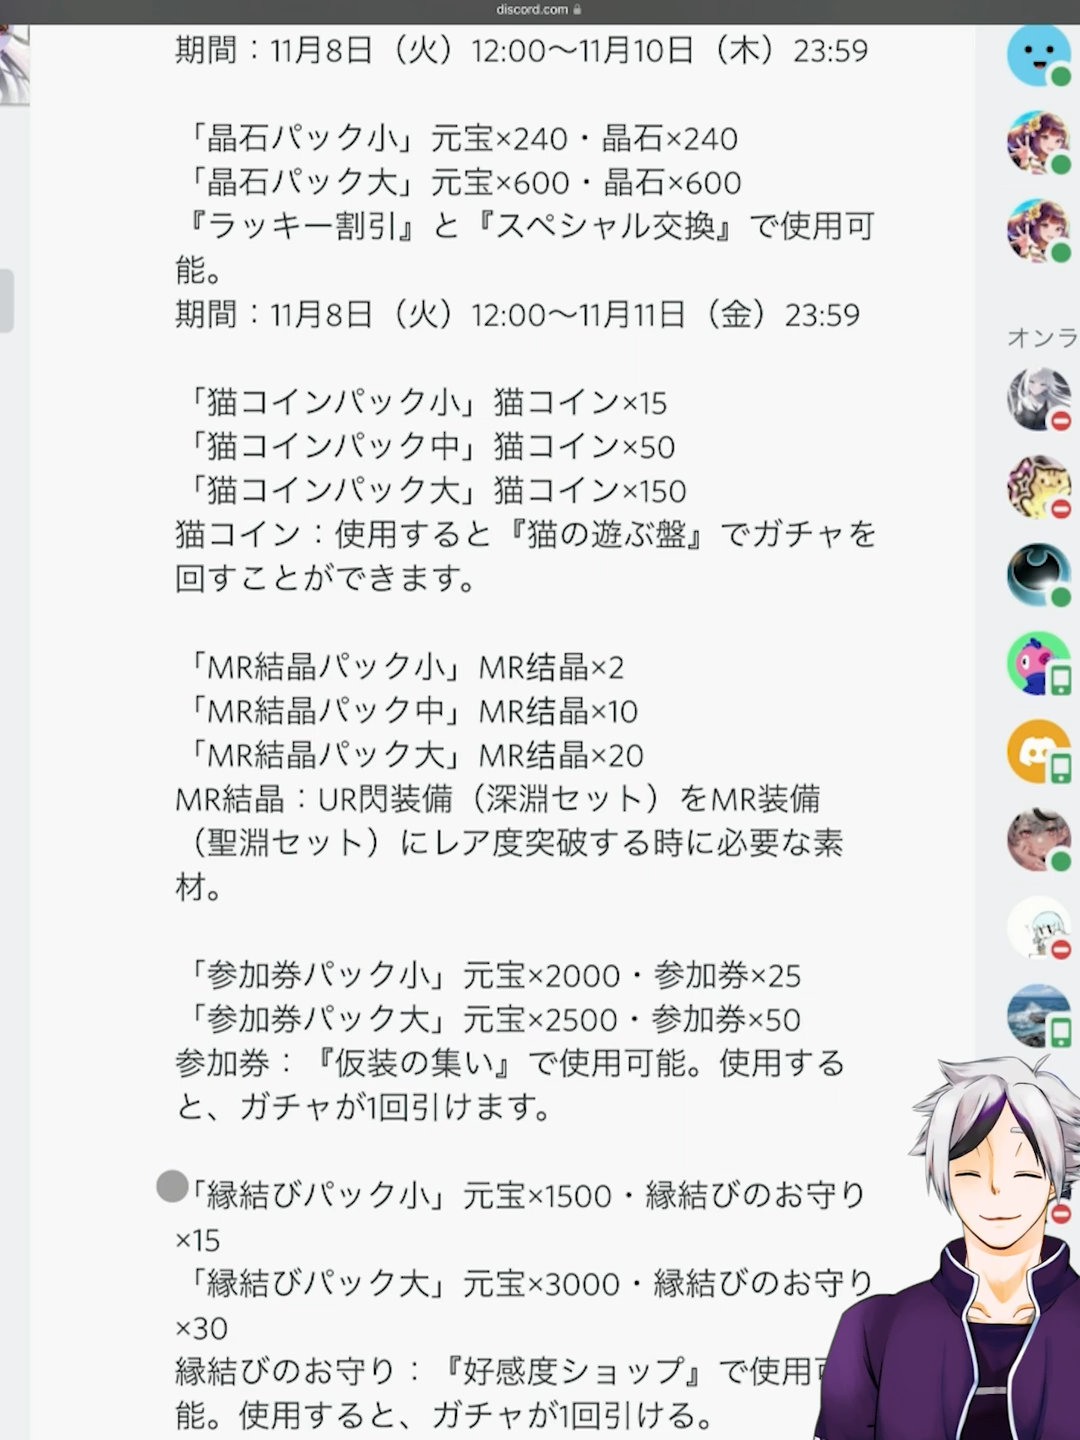 discord.com
期間：11月8日（火）12:00〜11月10日（木）23:59
「晶石パック小」元宝×240・晶石×240
「晶石パック大」元宝×600・晶石×600
『ラッキー割引』と『スペシャル交換』で使用可
能。
期間：11月8日（火）12:00〜11月11日（金）23:59
オンラ
「猫コインパック小」猫コイン×15
「猫コインパック中」猫コイン×50
「猫コインパック大」猫コイン×150
猫コイン：使用すると『猫の遊ぶ盤』でガチャを
回すことができます。
「MR結晶パック小」MR结晶×2
「MR結晶パック中」MR结晶×10
「MR結晶パック大」MR结晶×20
MR結晶：UR閃装備（深淵セット）をMR装備
（聖淵セット）にレア度突破する時に必要な素
材。
「参加券パック小」元宝×2000・参加券×25
「参加券パック大」元宝×2500・参加券×50
参加券：『仮装の集い』で使用可能。使用する
と、ガチャが1回引けます。
「縁結びパック小」元宝×1500・縁結びのお守り
×15
「縁結びパック大」元宝×3000・縁結びのお守り
×30
縁結びのお守り：『好感度ショップ』で使用可
能。使用すると、ガチャが1回引ける。